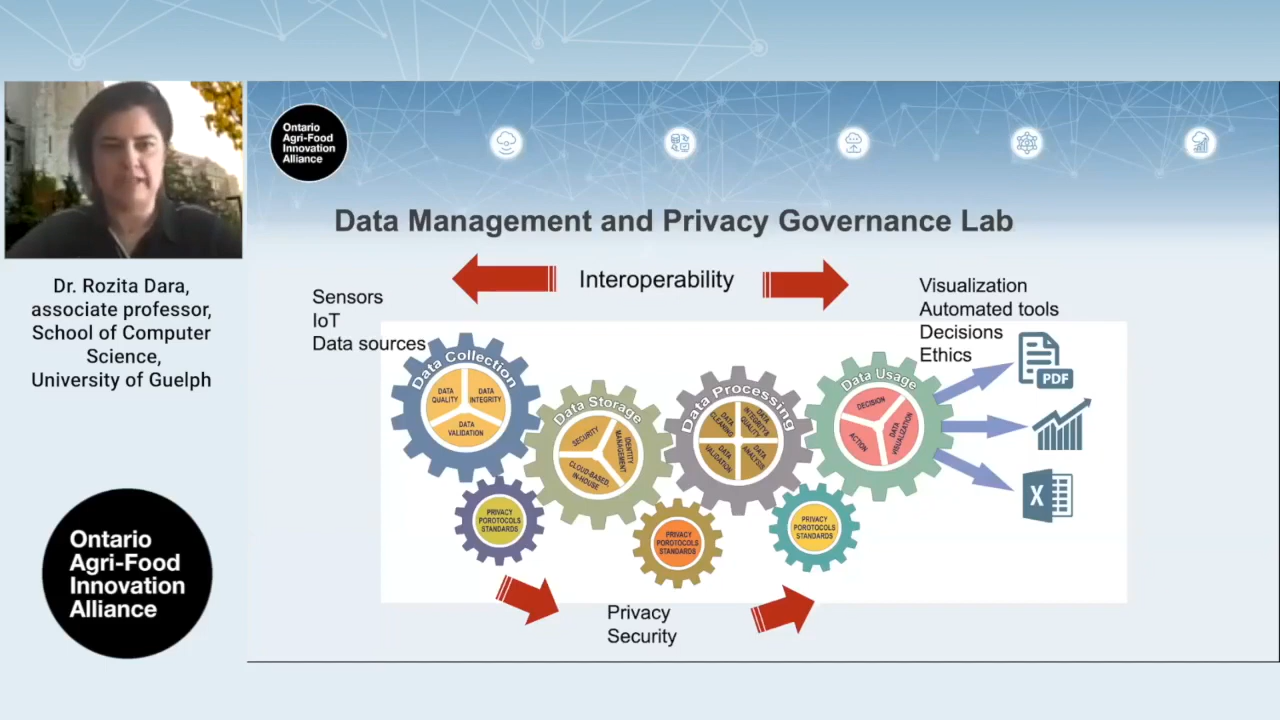 Ontario
Agri-Food
Innovation
Alliance
Data Management and Privacy Governance Lab
Interoperability
Sensors
IoT
Data sources
Visualization
Automated tools
Decisions
Ethics
Data Collection
DATA
QUALITY
DATA
INTEGRITY
DATA
VALIDATION
Data Storage
SECURITY
IDENTITY
MANAGEMENT
CLOUD-BASED,
IN-HOUSE
Data Processing
DATA
CLEANING
DATA
INTEGRITY&
QUALITY
DATA
VALIDATION
DATA
ANALYSIS
Data Usage
DECISION
ACTION
DATA
VISUALIZATION
PDF
X
PRIVACY
POROTOCOLS
STANDARDS
PRIVACY
POROTOCOLS
STANDARDS
PRIVACY
POROTOCOLS
STANDARDS
Privacy
Security
Dr. Rozita Dara,
associate professor,
School of Computer
Science,
University of Guelph
Ontario
Agri-Food
Innovation
Alliance